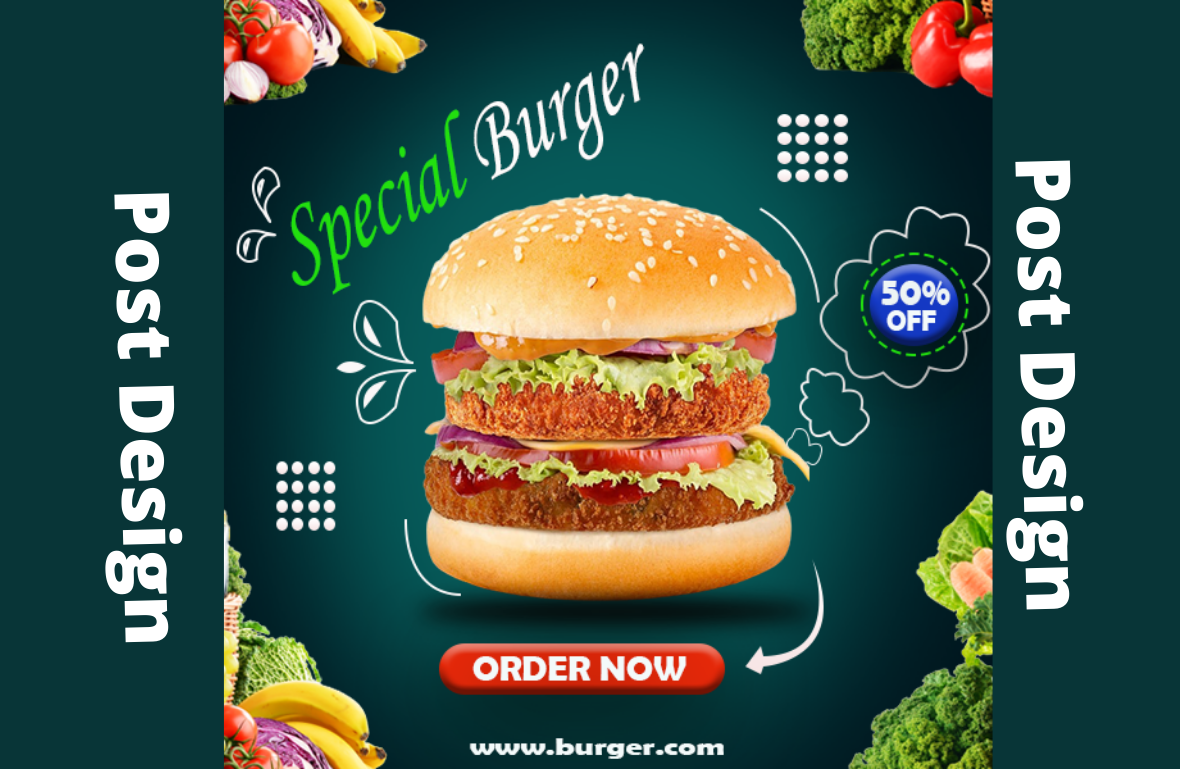 Post Design
Special Burger
50%
OFF
ORDER NOW
www.burger.com
Post Design